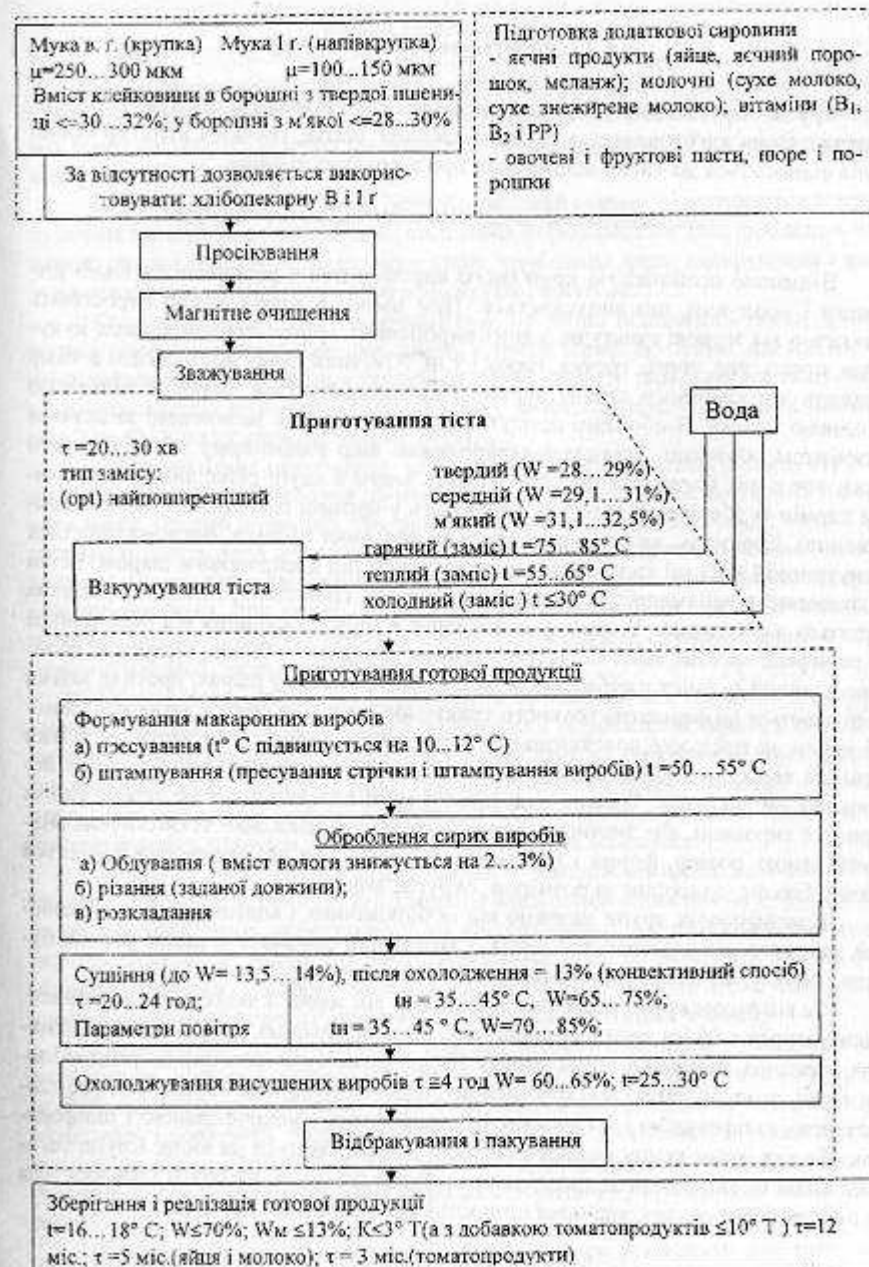 Мука в. ґ. (крупка) Мука І г. (напівкрупка)
μ=250...300 мкм μ=100...150 мкм
Вміст клейковини в борошні з твердої пшени-
ці <=30...32%; у борошні з м'якої <=28...30%
За відсутності дозволяється викорис-
товувати: хлібопекарну В і І ґ
Підготовка додаткової сировини
- яєчні продукти (яйце, яєчний поро-
шок, меланж); молочні (сухе молоко,
сухе знежирене молоко); вітаміни (В₁,
В₂ і РР)
- овочеві і фруктові пасти, пюре і по-
рошки
Просіювання
Магнітне очищення
Зважування
Вода
Приготування тіста
τ =20...30 хв
тип замісу:
(opt) найпоширеніший
твердий (W =28...29%)
середній (W =29,1...31%)
м'який (W =31,1...32,5%)
гарячий (заміс) t =75...85° С
теплий (заміс) t =55...65° С
холодний (заміс ) t ≤30° С
Вакуумування тіста
Приготування готової продукції
Формування макаронних виробів
а) пресування (t° С підвищується на 10...12° С)
б) штампування (пресування стрічки і штампування виробів) t =50...55° С
Оброблення сирих виробів
а) Обдування ( вміст вологи знижується на 2...3%)
б) різання (заданої довжини);
в) розкладання
Сушіння (до W= 13,5...14%), після охолодження = 13% (конвективний спосіб)
τ =20...24 год; tн = 35...45° С, W=65...75%;
Параметри повітря tн = 35...45 ° С, W=70...85%;
Охолоджування висушених виробів τ ≅4 год W= 60...65%; t=25...30° С
Відбракування і пакування
Зберігання і реалізація готової продукції
t=16...18° С; W≤70%; Wм ≤13%; К≤3° Т(а з добавкою томатопродуктів ≤10° Т ) τ=12
міс.; τ =5 міс.(яйця і молоко); τ = 3 міс.(томатопродукти)